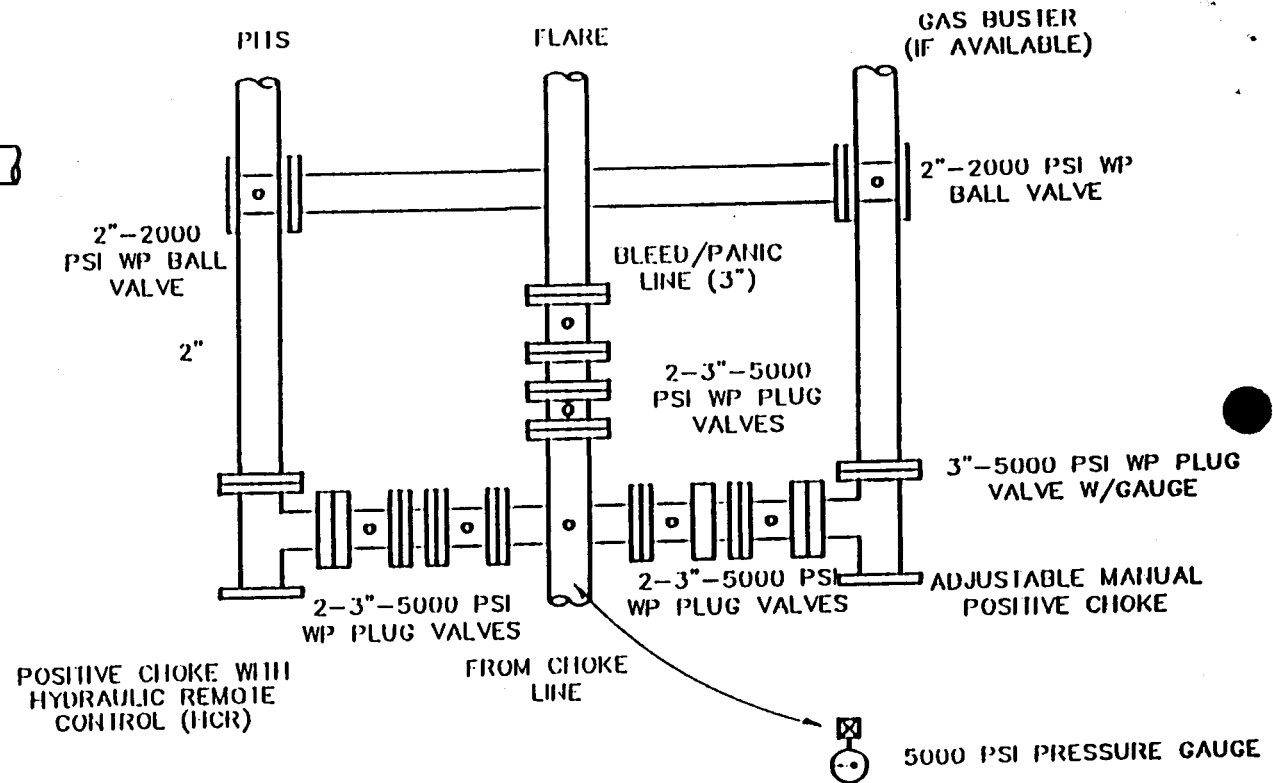 PITS
FLARE
GAS BUSTER
(IF AVAILABLE)
2"-2000
PSI WP BALL
VALVE
2"-2000 PSI WP
BALL VALVE
BLEED/PANIC
LINE (3")
2"
2-3"-5000
PSI WP PLUG
VALVES
3"-5000 PSI WP PLUG
VALVE W/GAUGE
2-3"-5000 PSI
WP PLUG VALVES
2-3"-5000 PSI
WP PLUG VALVES
ADJUSTABLE MANUAL
POSITIVE CHOKE
POSITIVE CHOKE WITH
HYDRAULIC REMOTE
CONTROL (HCR)
FROM CHOKE
LINE
5000 PSI PRESSURE GAUGE